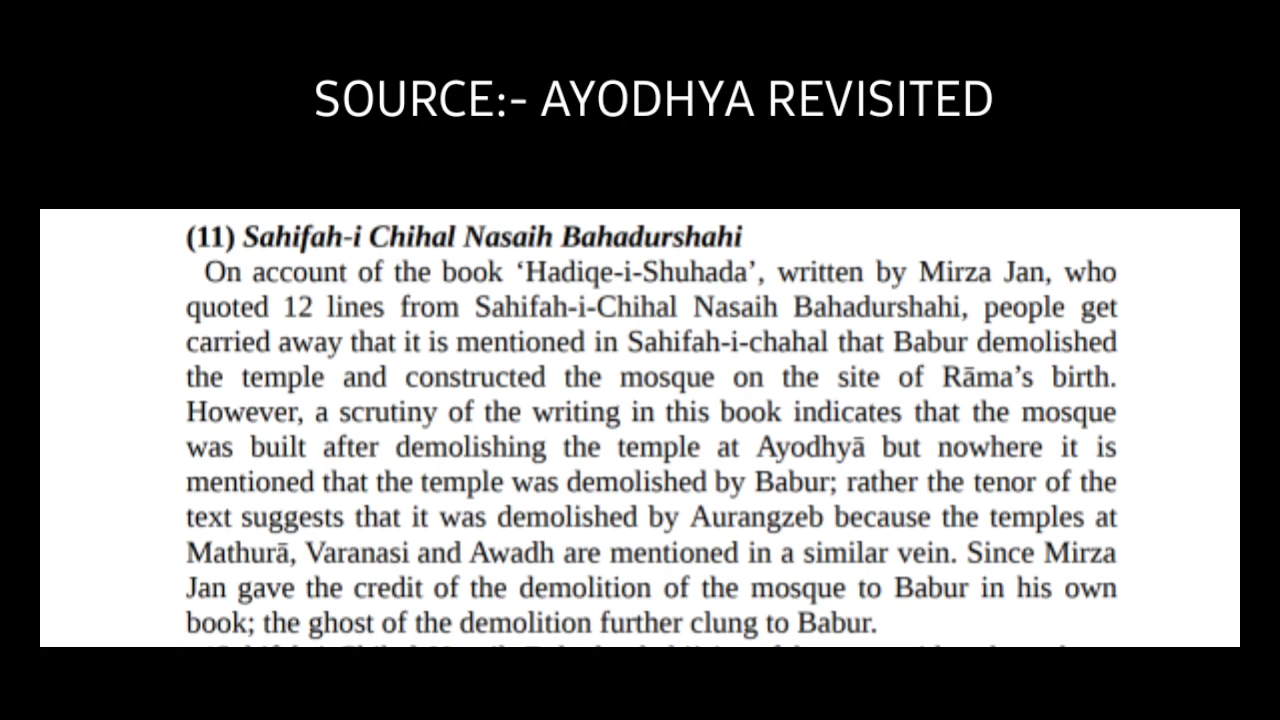 SOURCE:- AYODHYA REVISITED
(11) Sahifah-i Chihal Nasaih Bahadurshahi
On account of the book ‘Hadiqe-i-Shuhada’, written by Mirza Jan, who
quoted 12 lines from Sahifah-i-Chihal Nasaih Bahadurshahi, people get
carried away that it is mentioned in Sahifah-i-chahal that Babur demolished
the temple and constructed the mosque on the site of Rāma’s birth.
However, a scrutiny of the writing in this book indicates that the mosque
was built after demolishing the temple at Ayodhyā but nowhere it is
mentioned that the temple was demolished by Babur; rather the tenor of the
text suggests that it was demolished by Aurangzeb because the temples at
Mathurā, Varanasi and Awadh are mentioned in a similar vein. Since Mirza
Jan gave the credit of the demolition of the mosque to Babur in his own
book; the ghost of the demolition further clung to Babur.